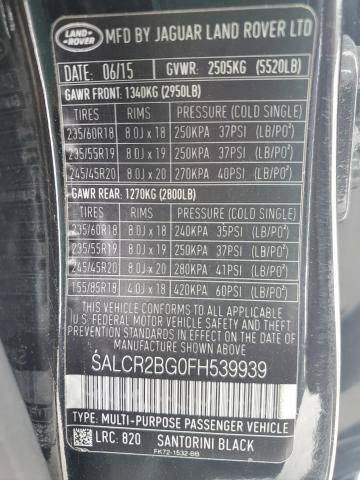 LAND-ROVER MFD BY JAGUAR LAND ROVER LTD
DATE: 06/15 GVWR: 2505KG (5520LB)
GAWR FRONT: 1340KG (2950LB)
TIRES RIMS PRESSURE (COLD SINGLE)
235/60R18 8.0J x 18 250KPA 37PSI (LB/PO²)
235/55R19 8.0J x 19 250KPA 37PSI (LB/PO²)
245/45R20 8.0J x 20 270KPA 40PSI (LB/PO²)
GAWR REAR: 1270KG (2800LB)
TIRES RIMS PRESSURE (COLD SINGLE)
235/60R18 8.0J x 18 240KPA 35PSI (LB/PO²)
235/55R19 8.0J x 19 250KPA 37PSI (LB/PO²)
245/45R20 8.0J x 20 280KPA 41PSI (LB/PO²)
155/85R18 4.0J x 18 420KPA 60PSI (LB/PO²)
THIS VEHICLE CONFORMS TO ALL APPLICABLE
U.S. FEDERAL MOTOR VEHICLE SAFETY AND THEFT
PREVENTION STANDARDS IN EFFECT ON THE DATE OF
MANUFACTURE SHOWN ABOVE.
SALCR2BG0FH539939
TYPE: MULTI-PURPOSE PASSENGER VEHICLE
LRC: 820 SANTORINI BLACK
FK72-1532-BB